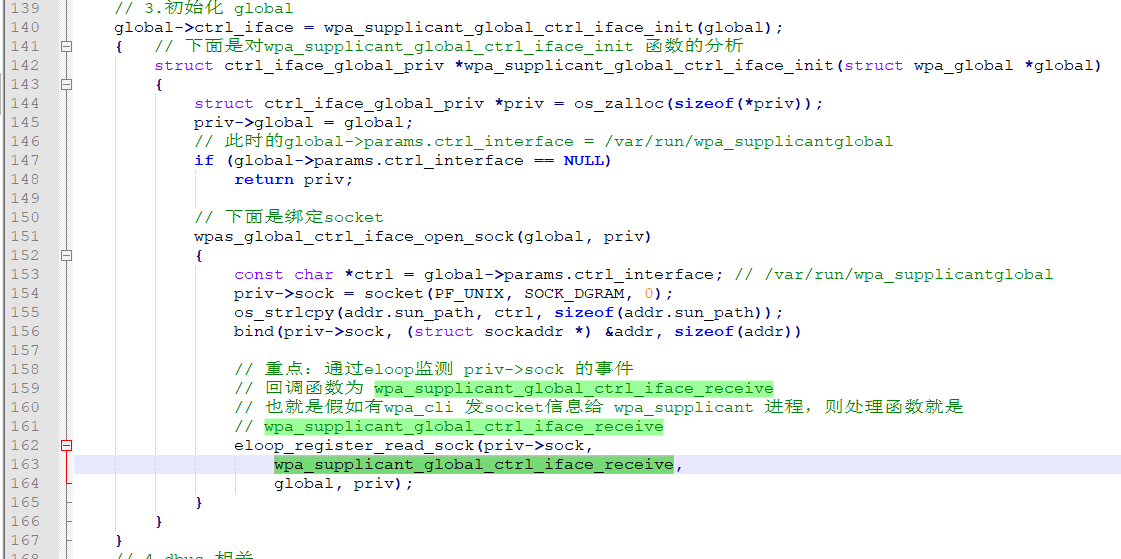 139 // 3.初始化 global
140 global->ctrl_iface = wpa_supplicant_global_ctrl_iface_init(global);
141 { // 下面是对wpa_supplicant_global_ctrl_iface_init 函数的分析
142 struct ctrl_iface_global_priv *wpa_supplicant_global_ctrl_iface_init(struct wpa_global *global)
143 {
144 struct ctrl_iface_global_priv *priv = os_zalloc(sizeof(*priv));
145 priv->global = global;
146 // 此时的global->params.ctrl_interface = /var/run/wpa_supplicantglobal
147 if (global->params.ctrl_interface == NULL)
148 return priv;
149
150 // 下面是绑定socket
151 wpas_global_ctrl_iface_open_sock(global, priv)
152 {
153 const char *ctrl = global->params.ctrl_interface; // /var/run/wpa_supplicantglobal
154 priv->sock = socket(PF_UNIX, SOCK_DGRAM, 0);
155 os_strlcpy(addr.sun_path, ctrl, sizeof(addr.sun_path));
156 bind(priv->sock, (struct sockaddr *) &addr, sizeof(addr))
157
158 // 重点：通过eloop监测 priv->sock 的事件
159 // 回调函数为 wpa_supplicant_global_ctrl_iface_receive
160 // 也就是假如有wpa_cli 发socket信息给 wpa_supplicant 进程，则处理函数就是
161 // wpa_supplicant_global_ctrl_iface_receive
162 eloop_register_read_sock(priv->sock,
163 wpa_supplicant_global_ctrl_iface_receive,
164 global, priv);
165 }
166 }
167 }
168 // 4.dbus 相关